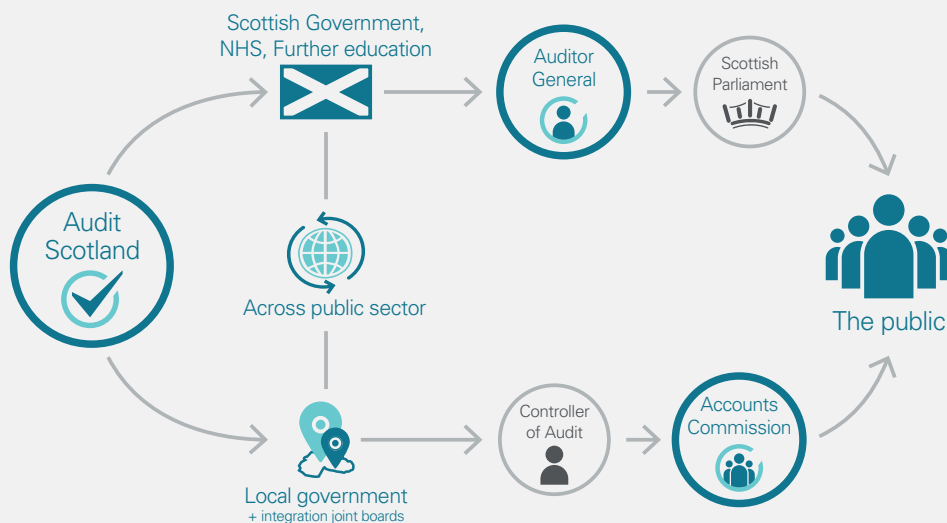 Scottish Government,
NHS, Further education
Auditor
General
Scottish
Parliament
Audit
Scotland
Across public sector
The public
Local government
+ integration joint boards
Controller
of Audit
Accounts
Commission